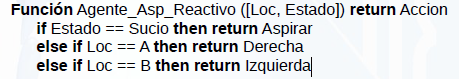 Función Agente_Asp_Reactivo ([Loc, Estado]) return Accion
if Estado == Sucio then return Aspirar
else if Loc == A then return Derecha
else if Loc == B then return Izquierda